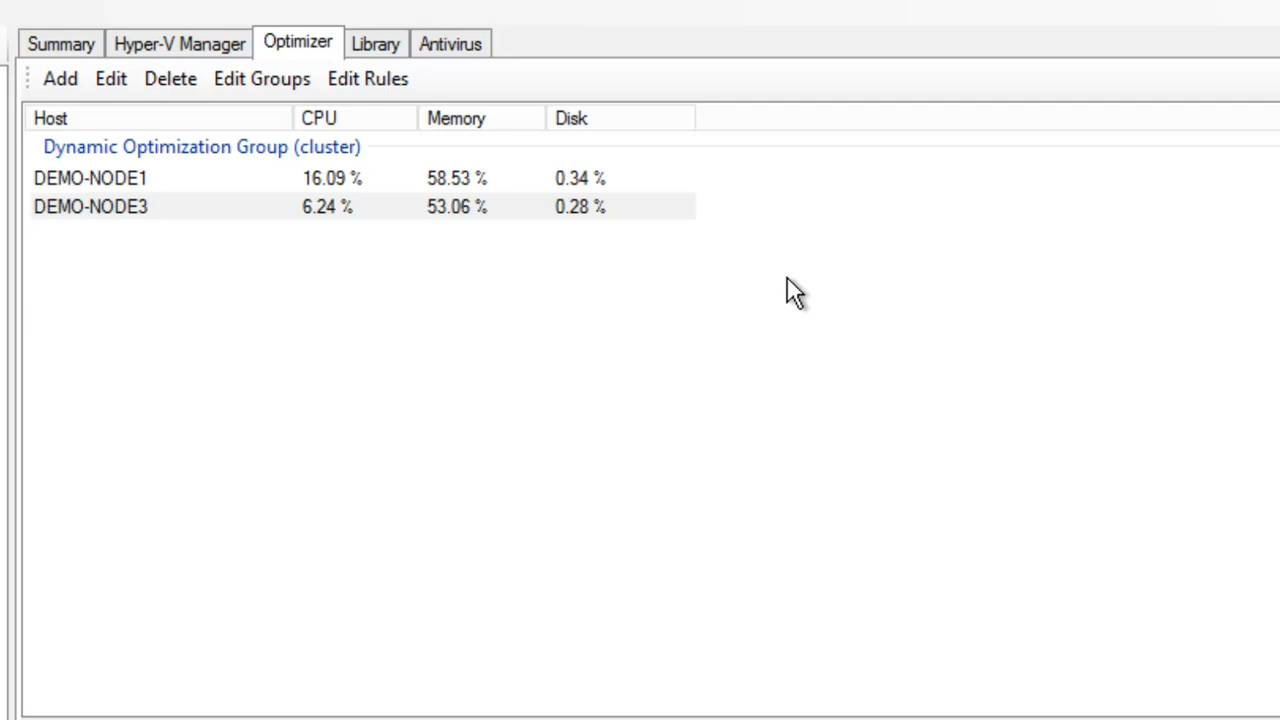 Summary Hyper-V Manager Optimizer Library Antivirus
Add Edit Delete Edit Groups Edit Rules
Host CPU Memory Disk
Dynamic Optimization Group (cluster)
DEMO-NODE1 16.09 % 58.53 % 0.34 %
DEMO-NODE3 6.24 % 53.06 % 0.28 %